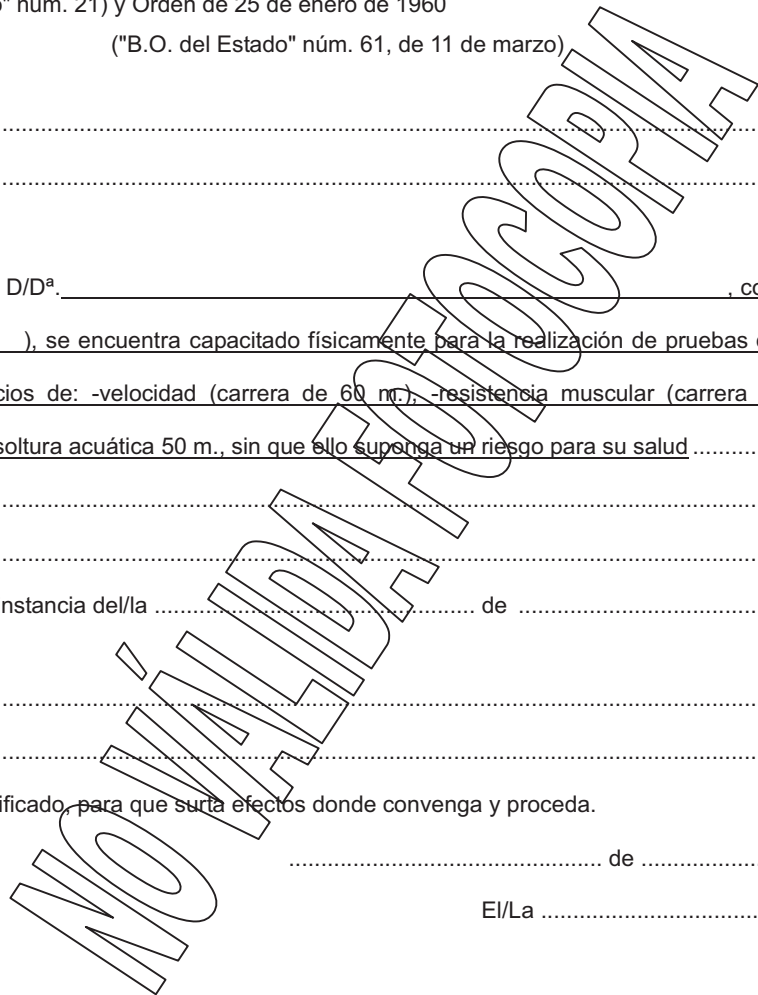 núm. 21) y Orden de 25 de enero de 1960
("B.O. del Estado" núm. 61, de 11 de marzo)
..........
..........
D/Dª. , co
), se encuentra capacitado físicamente para la realización de pruebas
cios de: -velocidad (carrera de 60 m.), -resistencia muscular (carrera
soltura acuática 50 m., sin que ello suponga un riesgo para su salud ..........
..........
..........
nstancia del/la .......... de ..........
..........
..........
ificado, para que surta efectos donde convenga y proceda.
.......... de ..........
El/La ..........
NO VÁLIDA FOTOCOPIA